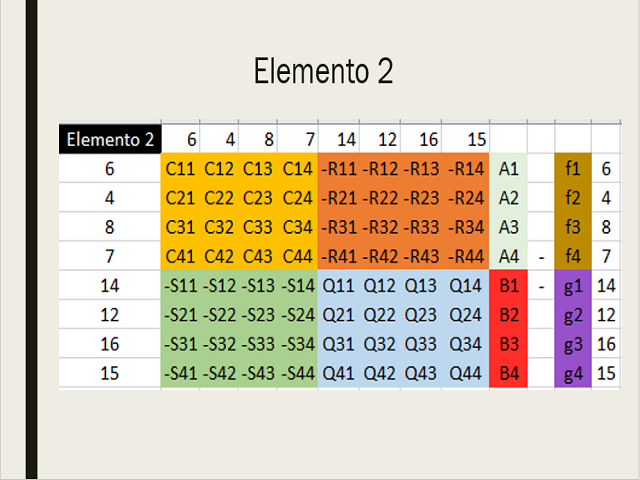 Elemento 2
Elemento 2 6 4 8 7 14 12 16 15
6 C11 C12 C13 C14 -R11 -R12 -R13 -R14 A1 f1 6
4 C21 C22 C23 C24 -R21 -R22 -R23 -R24 A2 f2 4
8 C31 C32 C33 C34 -R31 -R32 -R33 -R34 A3 f3 8
7 C41 C42 C43 C44 -R41 -R42 -R43 -R44 A4 - f4 7
14 -S11 -S12 -S13 -S14 Q11 Q12 Q13 Q14 B1 - g1 14
12 -S21 -S22 -S23 -S24 Q21 Q22 Q23 Q24 B2 g2 12
16 -S31 -S32 -S33 -S34 Q31 Q32 Q33 Q34 B3 g3 16
15 -S41 -S42 -S43 -S44 Q41 Q42 Q43 Q44 B4 g4 15